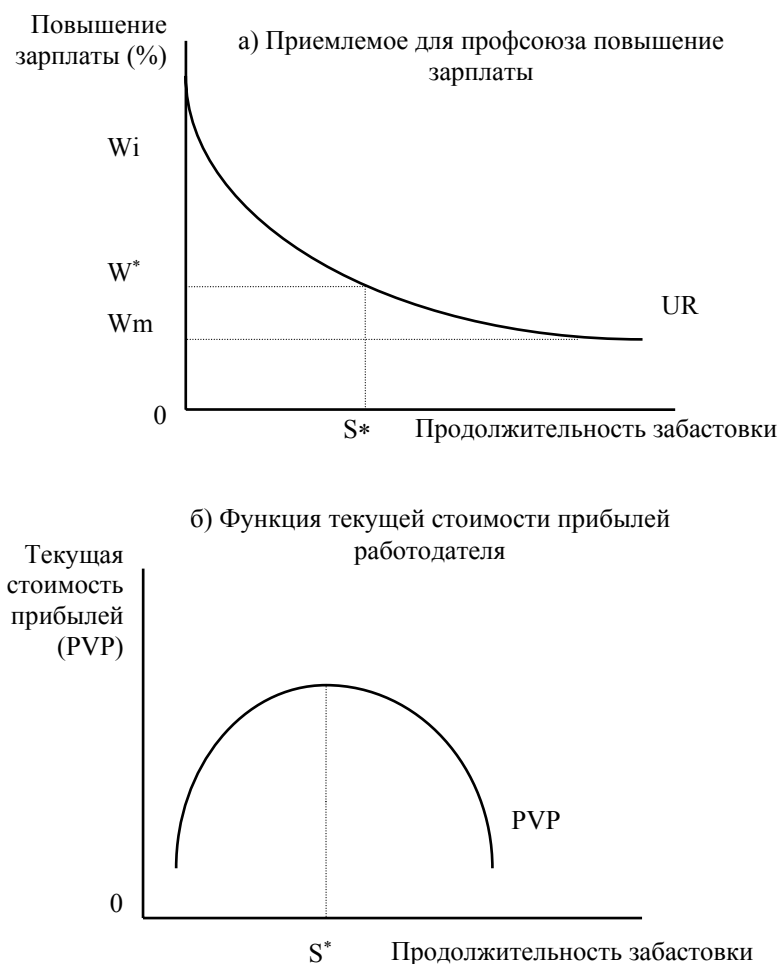 Повышение
зарплаты (%)
а) Приемлемое для профсоюза повышение
зарплаты
Wi
W*
Wm
UR
0
S*
Продолжительность забастовки
б) Функция текущей стоимости прибылей
работодателя
Текущая
стоимость
прибылей
(PVP)
PVP
0
S*
Продолжительность забастовки